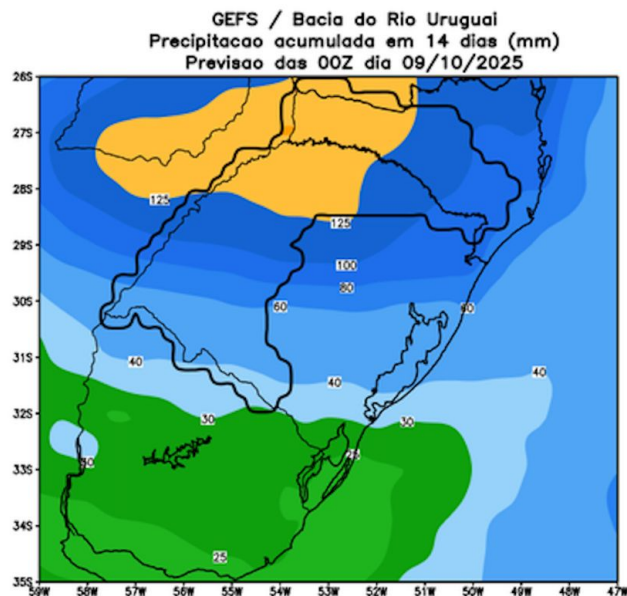 GEFS / Bacia do Rio Uruguai
Precipitacao acumulada em 14 dias (mm)
Previsao das 00Z dia 09/10/2025
26S
27S
125
28S
125
29S
100
80
30S
60
60
31S
40
40
40
32S
30
30
25
33S
30
34S
25
35S
59W 58W 57W 56W 55W 54W 53W 52W 51W 50W 49W 48W 47W